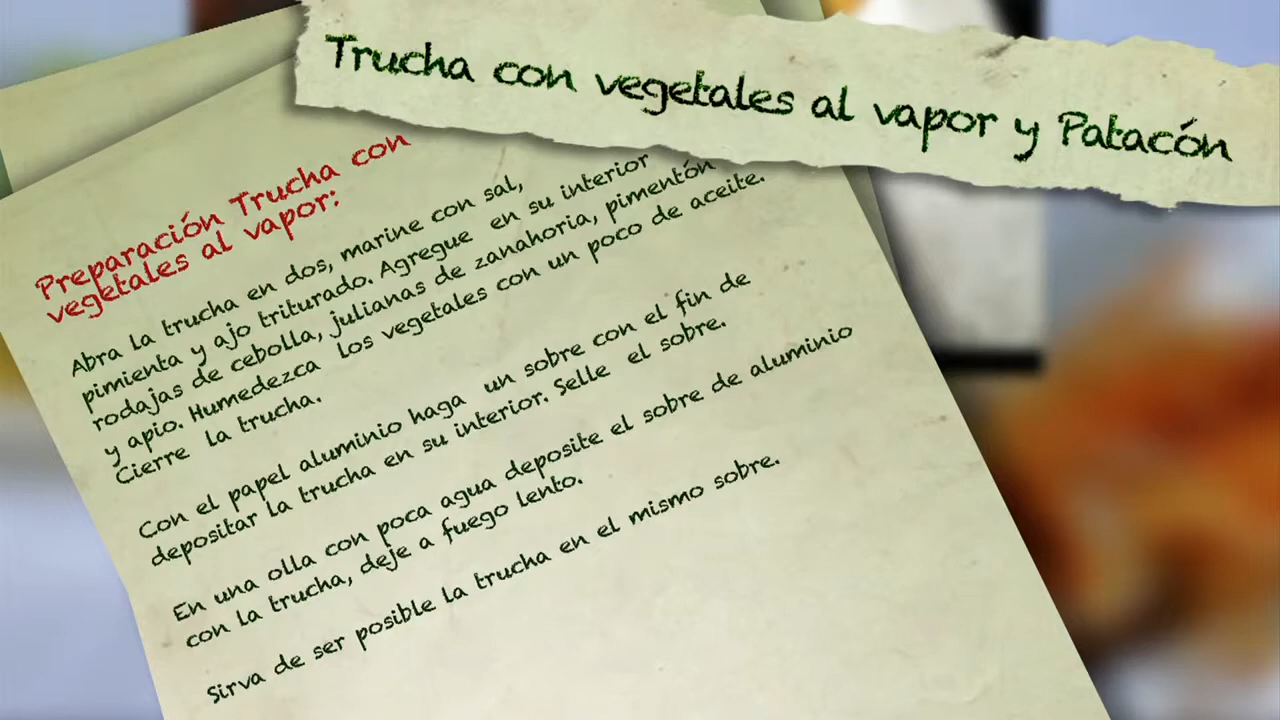 Trucha con vegetales al vapor y Patacón
Preparación Trucha con
vegetales al vapor:
Abra la trucha en dos, marine con sal,
pimienta y ajo triturado. Agregue en su interior
rodajas de cebolla, julianas de zanahoria, pimentón
y apio. Humedezca los vegetales con un poco de aceite.
Cierre la trucha.
Con el papel aluminio haga un sobre con el fin de
depositar la trucha en su interior. Selle el sobre.
En una olla con poca agua deposite el sobre de aluminio
con la trucha, deje a fuego lento.
Sirva de ser posible la trucha en el mismo sobre.